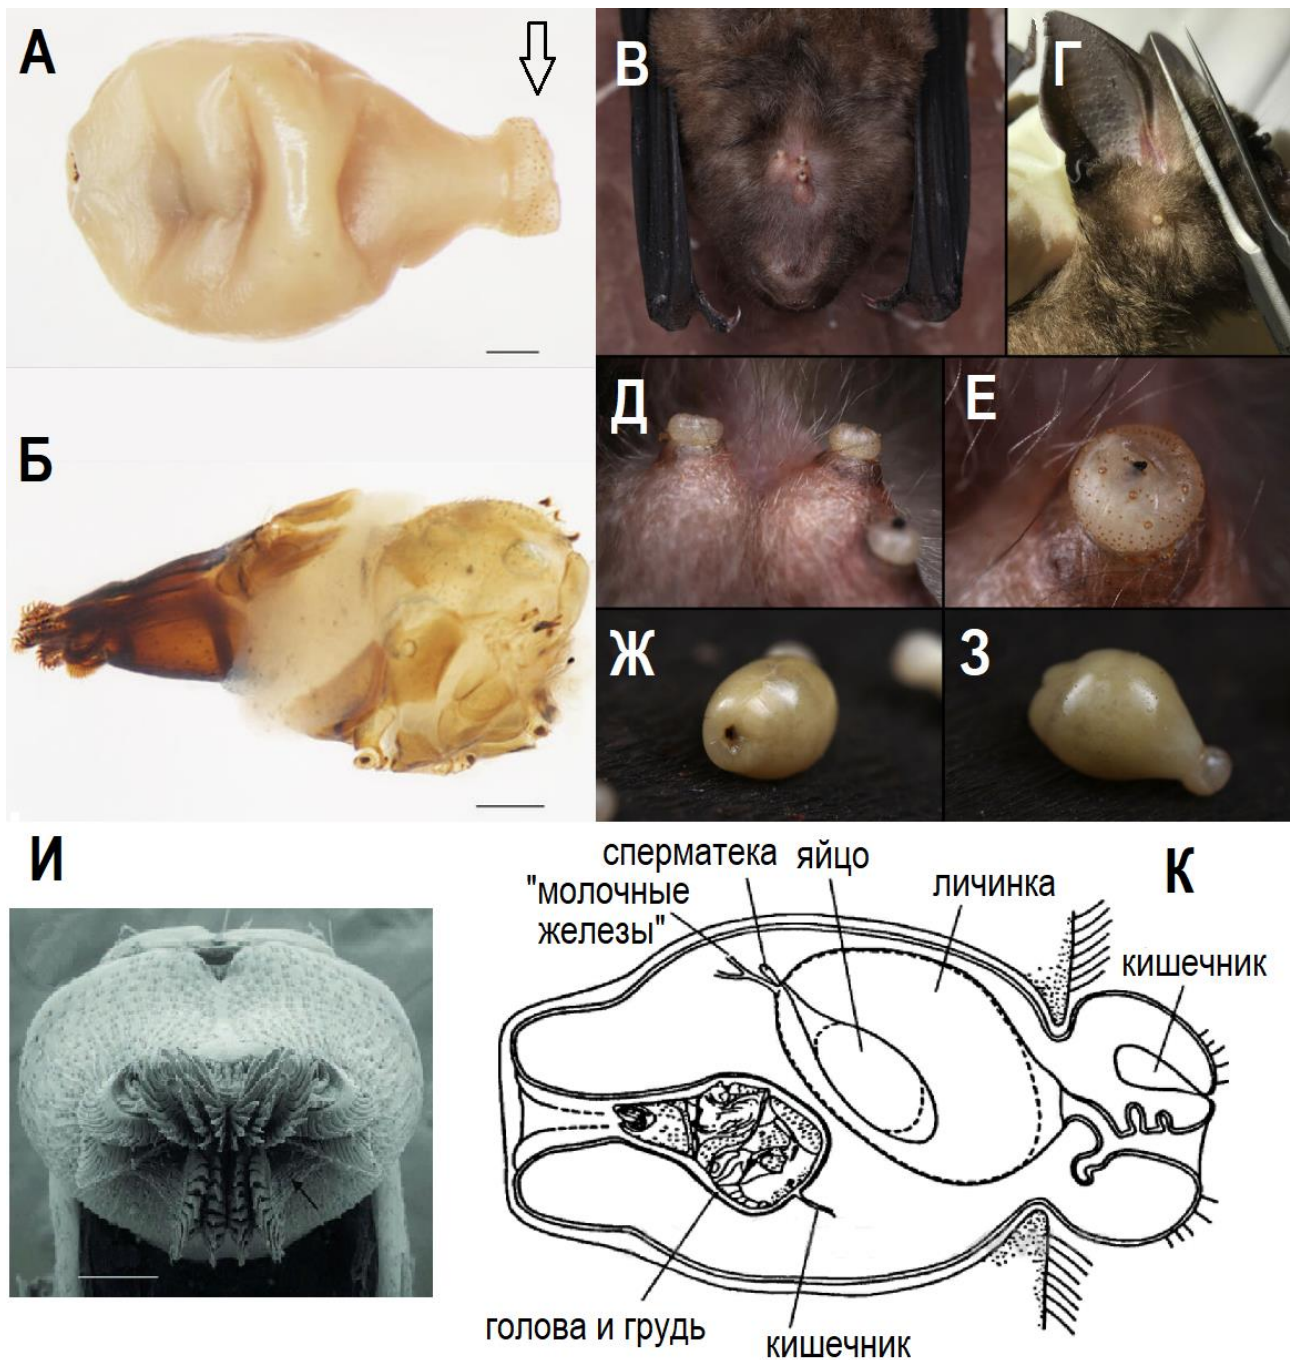 А
В
Г
Б
Д
Е
Ж
З
И
К
сперматека
яйцо
"молочные
железы"
личинка
кишечник
голова и грудь
кишечник